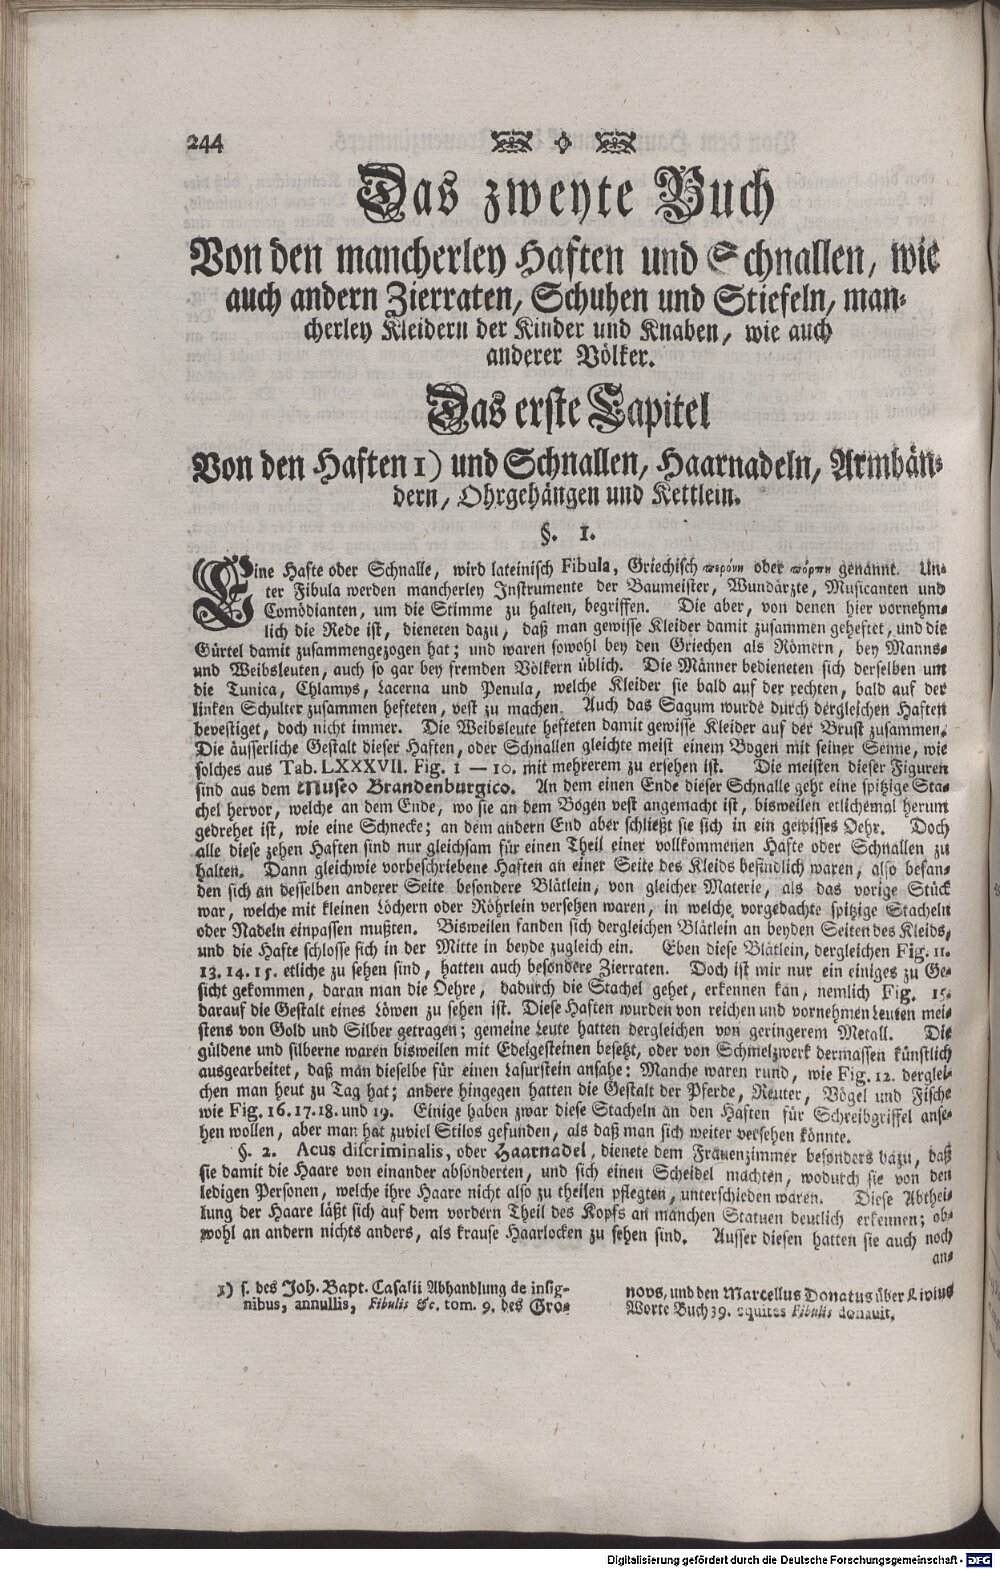 244
Das zweyte Buch
Von den mancherley Haften und Schnallen, wie
auch andern Zierraten, Schuhen und Stiefeln, man-
cherley Kleidern der Kinder und Knaben, wie auch
anderer Völker.
Das erste Capitel
Von den Haften 1) und Schnallen, Haarnadeln, Armbän-
dern, Ohrgehängen und Kettlein.
§. 1.
Eine Hafte oder Schnalle, wird lateinisch Fibula, Griechisch περόνη oder πόρπη genannt. Un-
ter Fibula werden mancherley Instrumente der Baumeister, Wundärzte, Musicanten und
Comödianten, um die Stimme zu halten, begriffen. Die aber, von denen hier vornehm-
lich die Rede ist, dieneten dazu, daß man gewisse Kleider damit zusammen geheftet, und die
Gürtel damit zusammengezogen hat; und waren sowohl bey den Griechen als Römern, bey Manns-
und Weibsleuten, auch so gar bey fremden Völkern üblich. Die Männer bedieneten sich derselben um
die Tunica, Chlamys, Lacerna und Penula, welche Kleider sie bald auf der rechten, bald auf der
linken Schulter zusammen hefteten, vest zu machen. Auch das Sagum wurde durch dergleichen Haften
bevestiget, doch nicht immer. Die Weibsleute hefteten damit gewisse Kleider auf der Brust zusammen.
Die äusserliche Gestalt dieser Haften, oder Schnallen gleichte meist einem Bogen mit seiner Senne, wie
solches aus Tab. LXXXVII. Fig. 1 — 10. mit mehrerem zu ersehen ist. Die meisten dieser Figuren
sind aus dem Museo Brandenburgico. An dem einen Ende dieser Schnalle geht eine spitzige Sta-
chel hervor, welche an dem Ende, wo sie an dem Bogen vest angemacht ist, bisweilen etlichemal herum
gedrehet ist, wie eine Schnecke; an dem andern End aber schließt sie sich in ein gewisses Oehr. Doch
alle diese zehen Haften sind nur gleichsam für einen Theil einer vollkommenen Hafte oder Schnallen zu
halten. Dann gleichwie vorbeschriebene Haften an einer Seite des Kleids befindlich waren, also befan-
den sich an desselben anderer Seite besondere Blätlein, von gleicher Materie, als das vorige Stück
war, welche mit kleinen Löchern oder Röhrlein versehen waren, in welche vorgedachte spitzige Stacheln
oder Nadeln einpassen mußten. Bisweilen fanden sich dergleichen Blätlein an beyden Seiten des Kleids,
und die Hafte schlosse sich in der Mitte in beyde zugleich ein. Eben diese Blätlein, dergleichen Fig. 11.
13. 14. 15. etliche zu sehen sind, hatten auch besondere Zierraten. Doch ist mir nur ein einiges zu Ge-
sicht gekommen, daran man die Oehre, dadurch die Stachel gehet, erkennen kan, nemlich Fig. 15.
darauf die Gestalt eines Löwen zu sehen ist. Diese Haften wurden von reichen und vornehmen Leuten mei-
stens von Gold und Silber getragen; gemeine Leute hatten dergleichen von geringerem Metall. Die
güldene und silberne waren bisweilen mit Edelgesteinen besetzt, oder von Schmelzwerk dermassen künstlich
ausgearbeitet, daß man dieselbe für einen Lasurstein ansahe: Manche waren rund, wie Fig. 12. derglei-
chen man heut zu Tag hat; andere hingegen hatten die Gestalt der Pferde, Reuter, Vögel und Fische
wie Fig. 16. 17. 18. und 19. Einige haben zwar diese Stacheln an den Haften für Schreibgriffel anse-
hen wollen, aber man hat zuviel Stilos gefunden, als daß man sich weiter versehen könnte.
§. 2. Acus discriminalis, oder Haarnadel, dienete dem Frauenzimmer besonders dazu, daß
sie damit die Haare von einander absönderten, und sich einen Scheidel machten, wodurch sie von den
ledigen Personen, welche ihre Haare nicht also zu theilen pflegten, unterschieden waren. Diese Abthei-
lung der Haare läßt sich auf dem vordern Theil des Kopfs an manchen Statuen deutlich erkennen; ob-
wohl an andern nichts anders, als krause Haarlocken zu sehen sind. Ausser diesen hatten sie auch noch
an-
1) s. des Joh. Bapt. Casalii Abhandlung de insig-
nibus, annullis, Fibulis &c. tom. 9. des Gro-
novs, und den Marcellus Donatus über Livius
Worte Buch 39. equites Fibulis donavit.
Digitalisierung gefördert durch die Deutsche Forschungsgemeinschaft - DFG